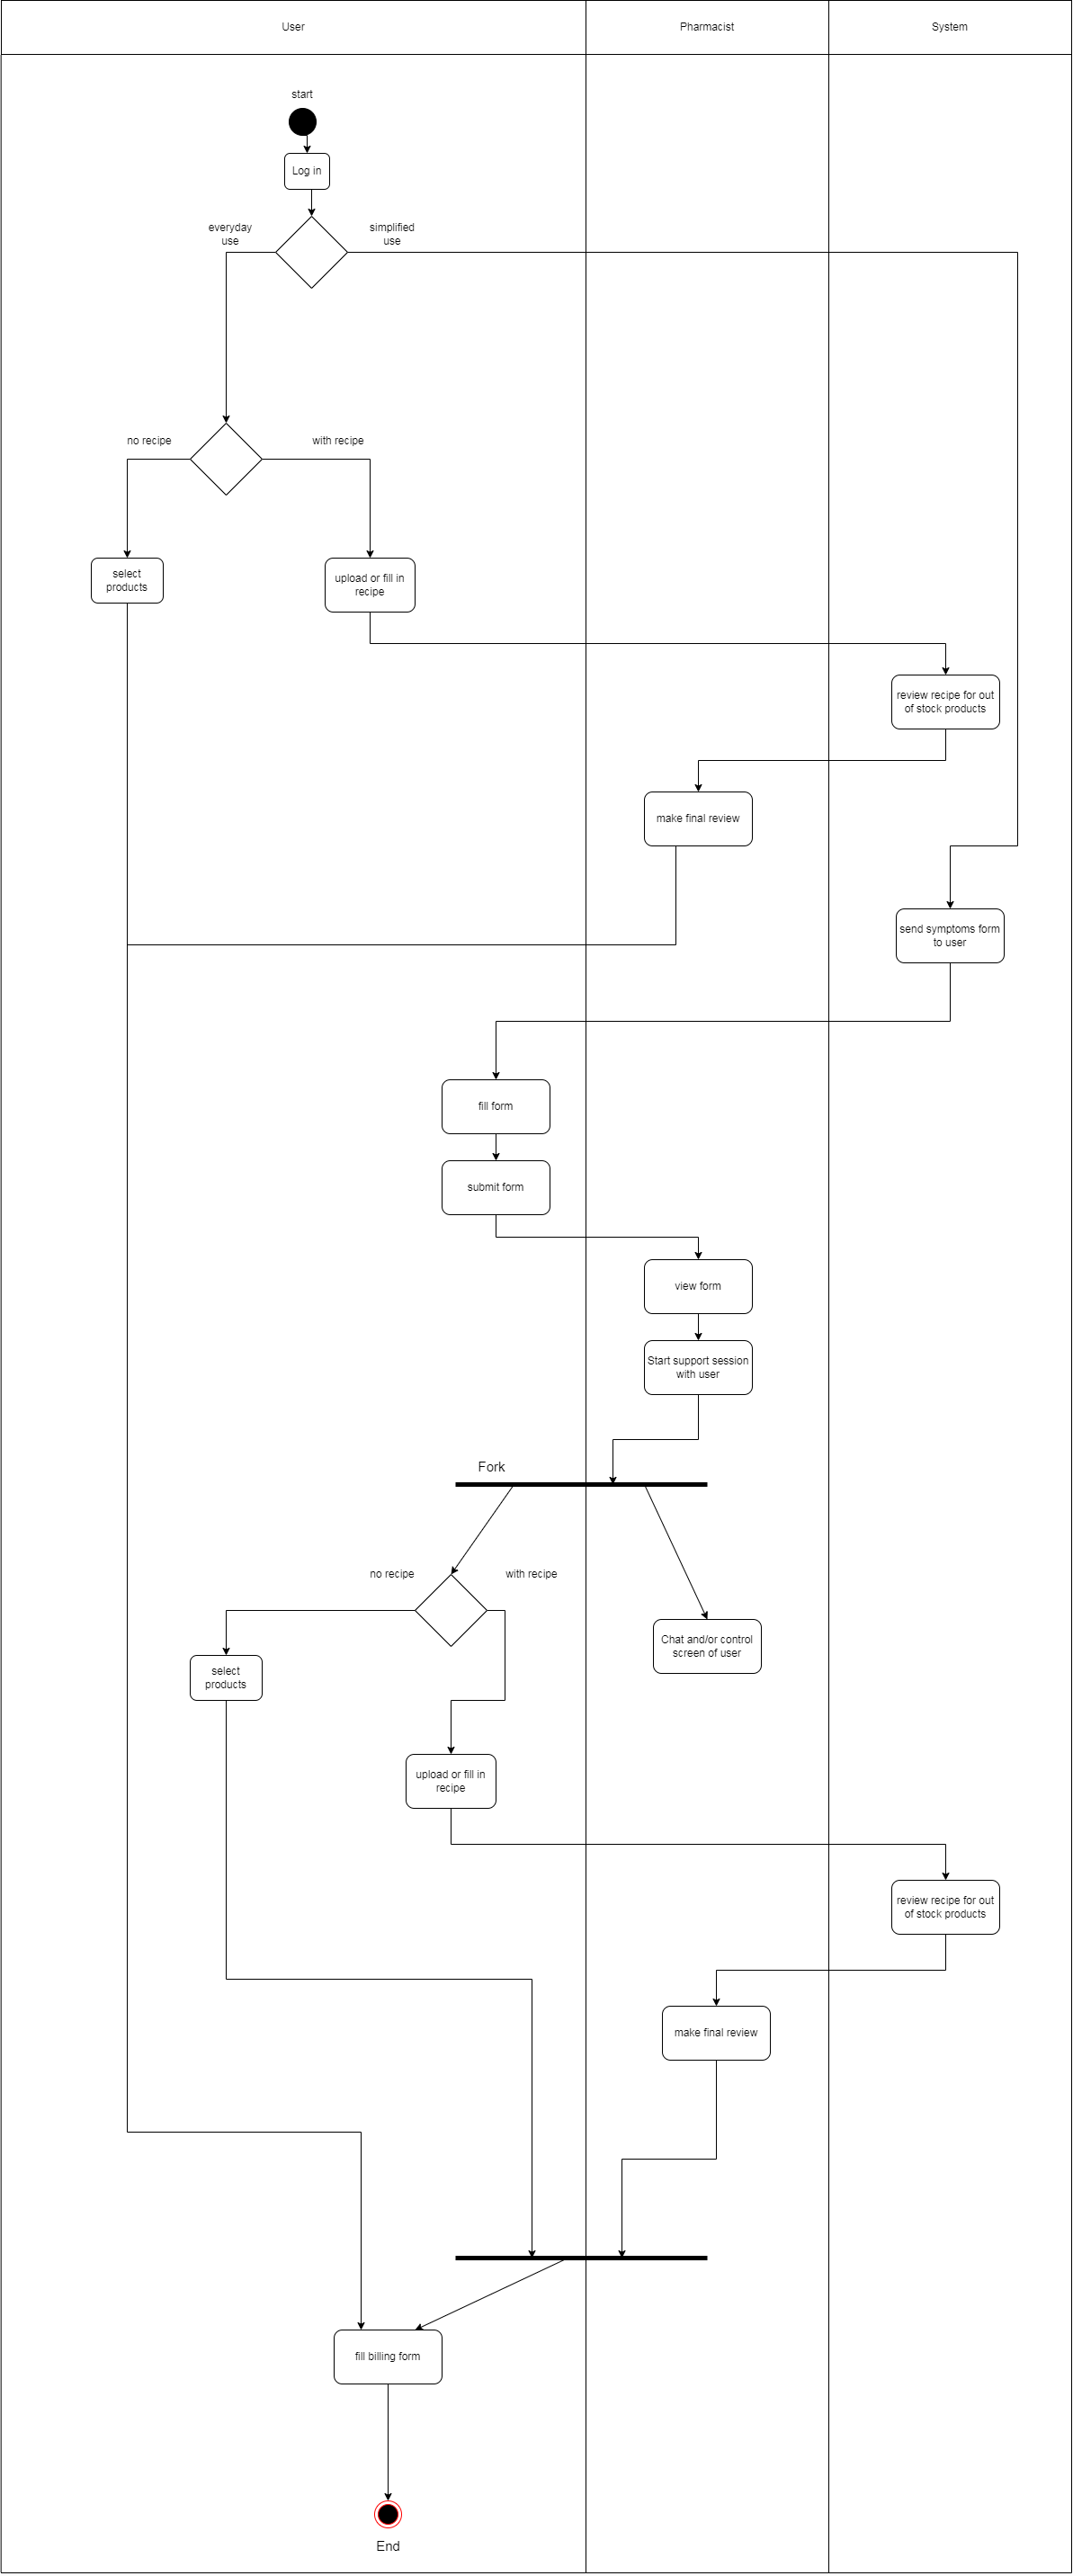 User
Pharmacist
System
start
Log in
everyday
use
simplified
use
no recipe
with recipe
select
products
upload or fill in
recipe
review recipe for out
of stock products
make final review
send symptoms form
to user
fill form
submit form
view form
Start support session
with user
Fork
no recipe
with recipe
Chat and/or control
screen of user
select
products
upload or fill in
recipe
review recipe for out
of stock products
make final review
fill billing form
End